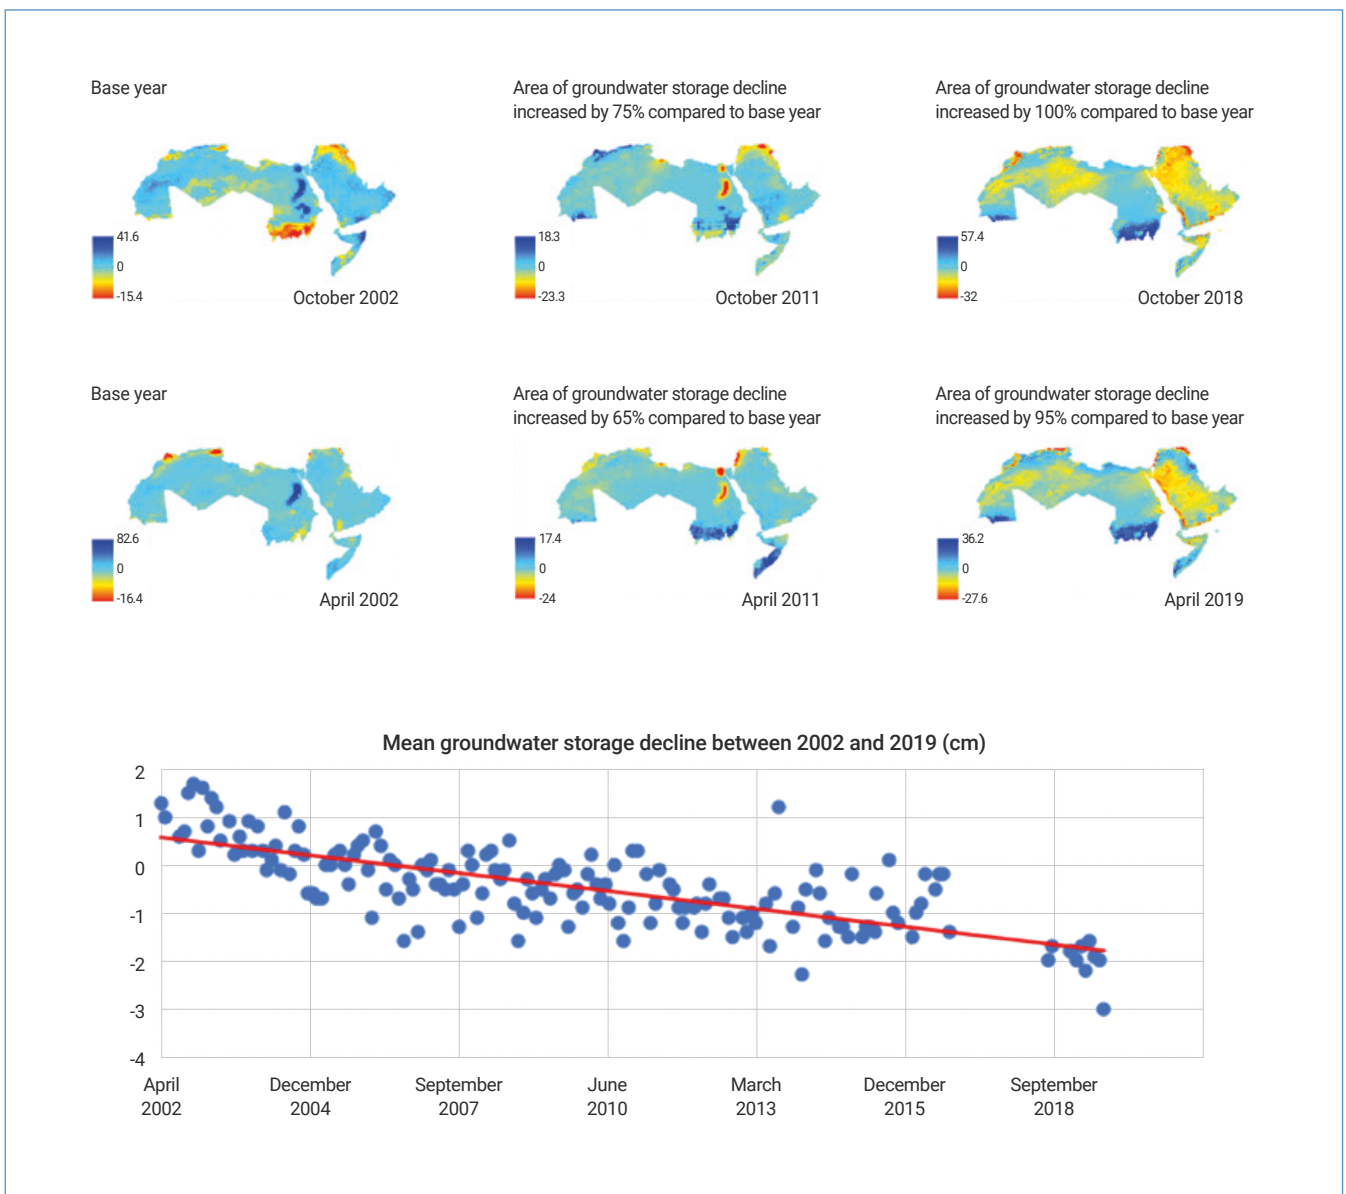 Base year
Area of groundwater storage decline
increased by 75% compared to base year
Area of groundwater storage decline
increased by 100% compared to base year
41.6
0
-15.4
October 2002
18.3
0
-23.3
October 2011
57.4
0
-32
October 2018
Base year
Area of groundwater storage decline
increased by 65% compared to base year
Area of groundwater storage decline
increased by 95% compared to base year
82.6
0
-16.4
April 2002
17.4
0
-24
April 2011
36.2
0
-27.6
April 2019
Mean groundwater storage decline between 2002 and 2019 (cm)
2
1
0
-1
-2
-3
-4
April
2002
December
2004
September
2007
June
2010
March
2013
December
2015
September
2018